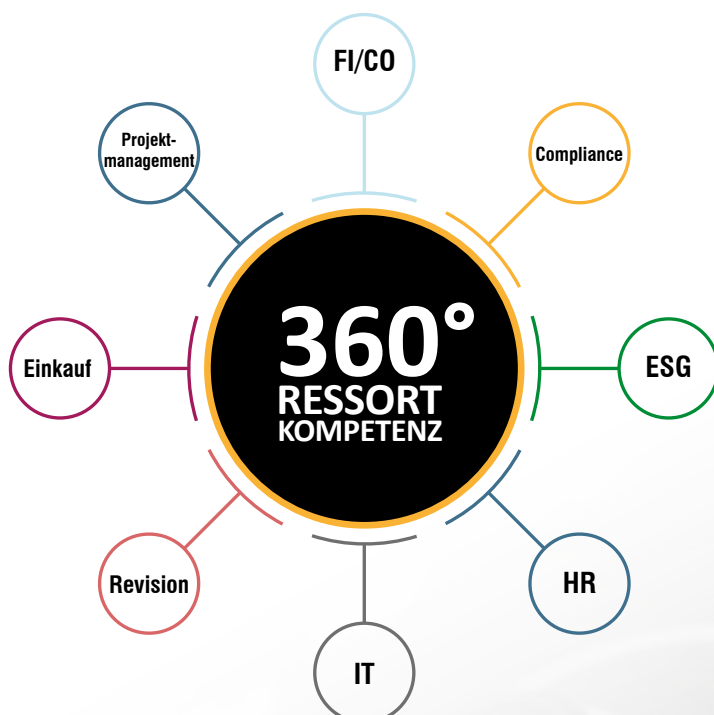 FI/CO
Projekt-
management
Compliance
360°
RESSORT
KOMPETENZ
Einkauf
ESG
Revision
HR
IT